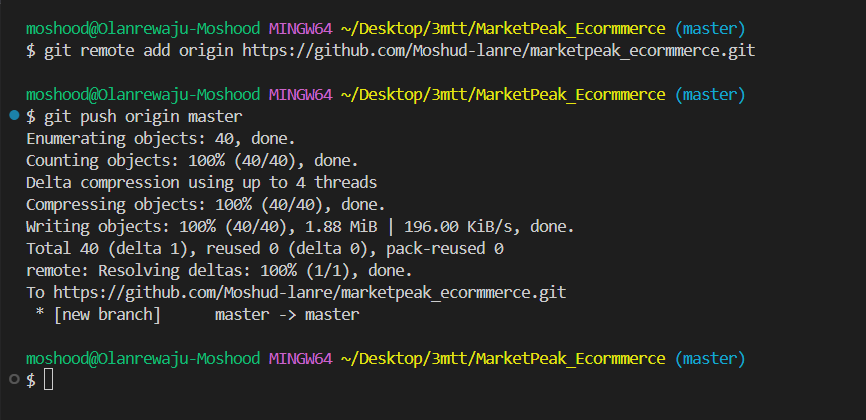 moshood@Olanrewaju-Moshood MINGW64 ~/Desktop/3mtt/MarketPeak_Ecormmerce (master)
$ git remote add origin https://github.com/Moshud-lanre/marketpeak_ecormmerce.git
moshood@Olanrewaju-Moshood MINGW64 ~/Desktop/3mtt/MarketPeak_Ecormmerce (master)
$ git push origin master
Enumerating objects: 40, done.
Counting objects: 100% (40/40), done.
Delta compression using up to 4 threads
Compressing objects: 100% (40/40), done.
Writing objects: 100% (40/40), 1.88 MiB | 196.00 KiB/s, done.
Total 40 (delta 1), reused 0 (delta 0), pack-reused 0
remote: Resolving deltas: 100% (1/1), done.
To https://github.com/Moshud-lanre/marketpeak_ecormmerce.git
 * [new branch]      master -> master
moshood@Olanrewaju-Moshood MINGW64 ~/Desktop/3mtt/MarketPeak_Ecormmerce (master)
$